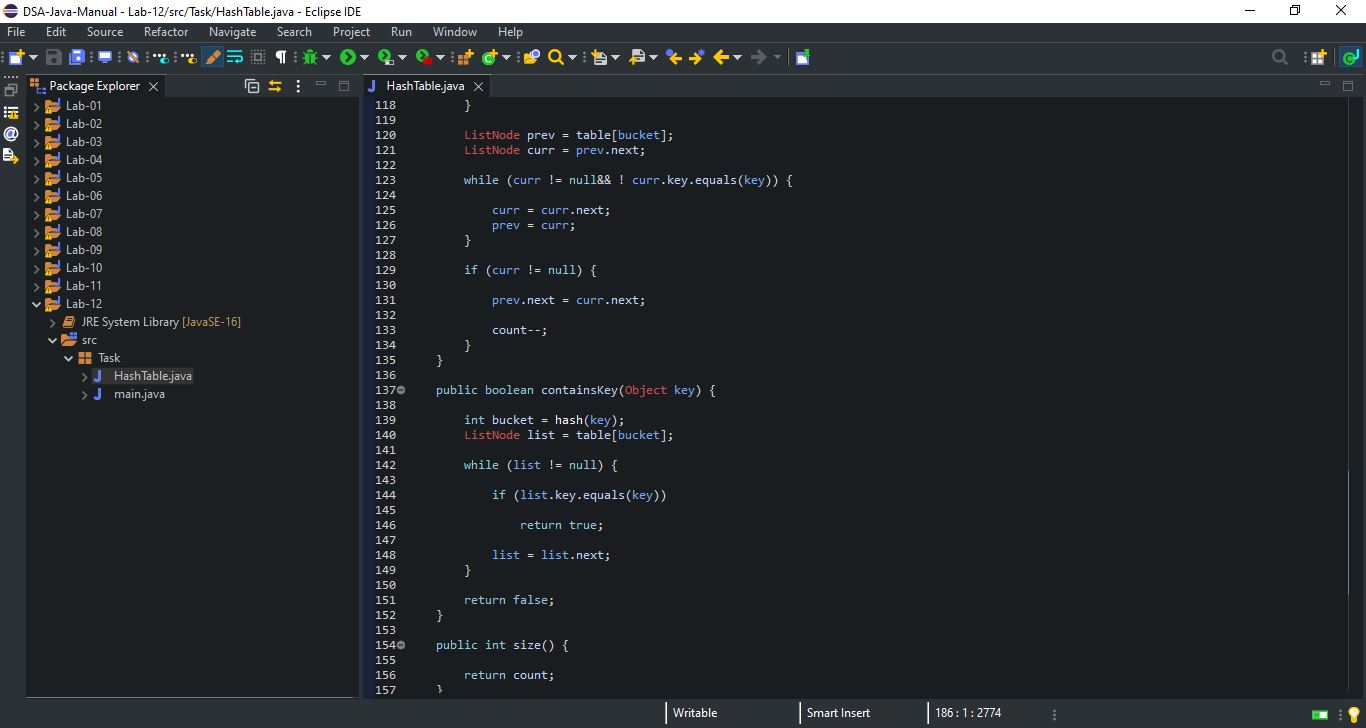 DSA-Java-Manual - Lab-12/src/Task/HashTable.java - Eclipse IDE
File Edit Source Refactor Navigate Search Project Run Window Help
Package Explorer
Lab-01
Lab-02
Lab-03
Lab-04
Lab-05
Lab-06
Lab-07
Lab-08
Lab-09
Lab-10
Lab-11
Lab-12
JRE System Library [JavaSE-16]
src
Task
HashTable.java
main.java
HashTable.java
118 }
119
120 ListNode prev = table[bucket];
121 ListNode curr = prev.next;
122
123 while (curr != null&& ! curr.key.equals(key)) {
124
125 curr = curr.next;
126 prev = curr;
127 }
128
129 if (curr != null) {
130
131 prev.next = curr.next;
132
133 count--;
134 }
135 }
136
137 public boolean containsKey(Object key) {
138
139 int bucket = hash(key);
140 ListNode list = table[bucket];
141
142 while (list != null) {
143
144 if (list.key.equals(key))
145
146 return true;
147
148 list = list.next;
149 }
150
151 return false;
152 }
153
154 public int size() {
155
156 return count;
157 }
Writable Smart Insert 186 : 1 : 2774